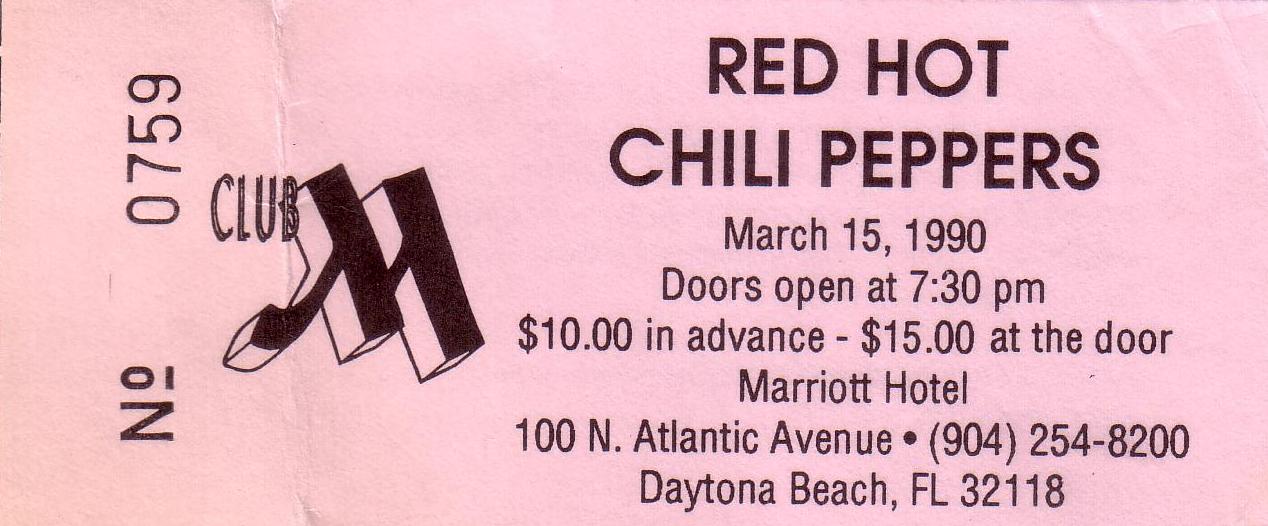 Nº 0759
CLUB M
RED HOT
CHILI PEPPERS
March 15, 1990
Doors open at 7:30 pm
$10.00 in advance - $15.00 at the door
Marriott Hotel
100 N. Atlantic Avenue • (904) 254-8200
Daytona Beach, FL 32118